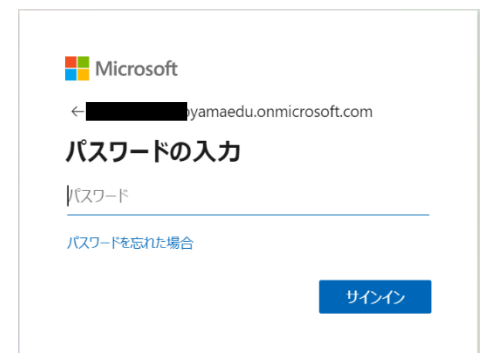 Microsoft
← yamaedu.onmicrosoft.com
パスワードの入力
パスワード
パスワードを忘れた場合
サインイン